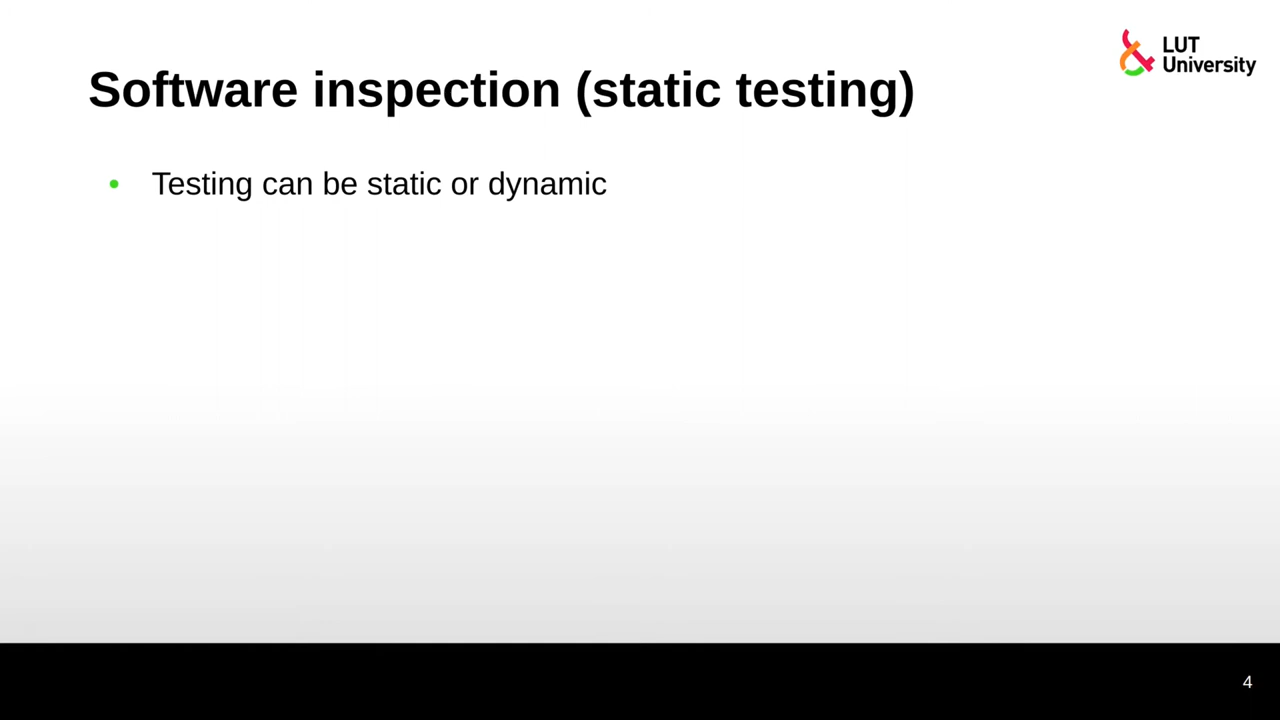 LUT
University
Software inspection (static testing)
• Testing can be static or dynamic
4